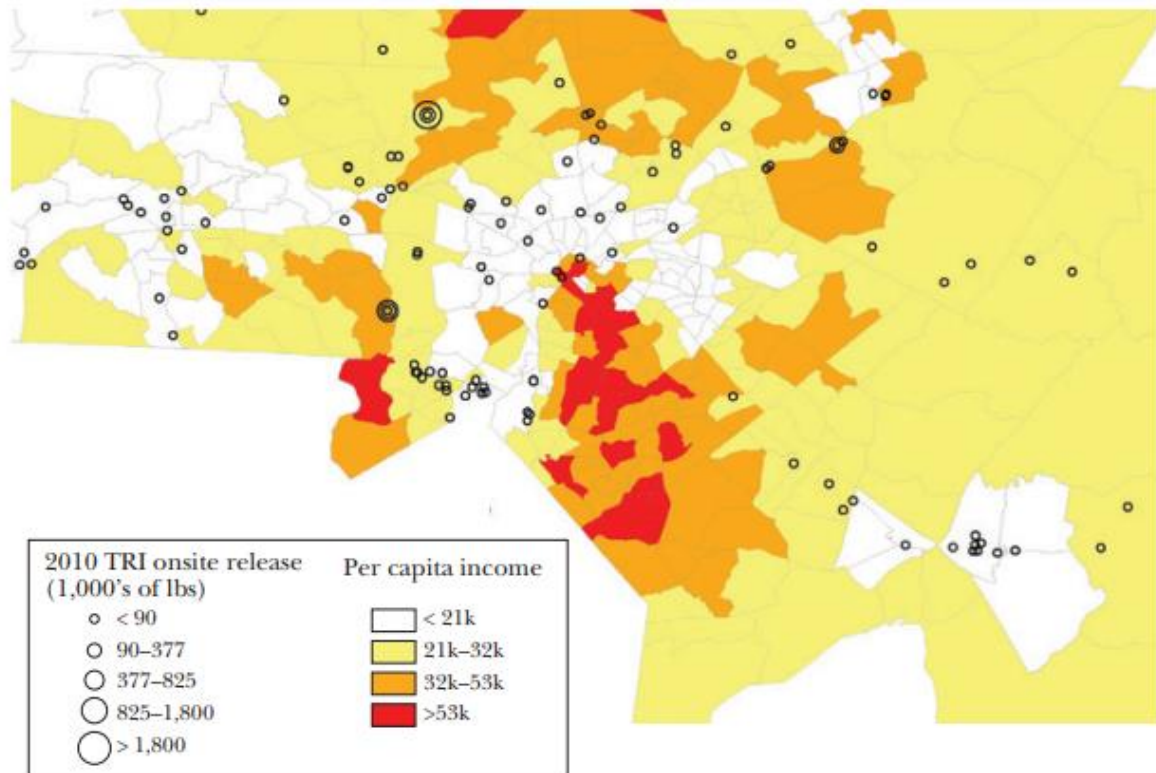 2010 TRI onsite release
(1,000's of lbs)
< 90
90–377
377–825
825–1,800
> 1,800
Per capita income
< 21k
21k–32k
32k–53k
>53k